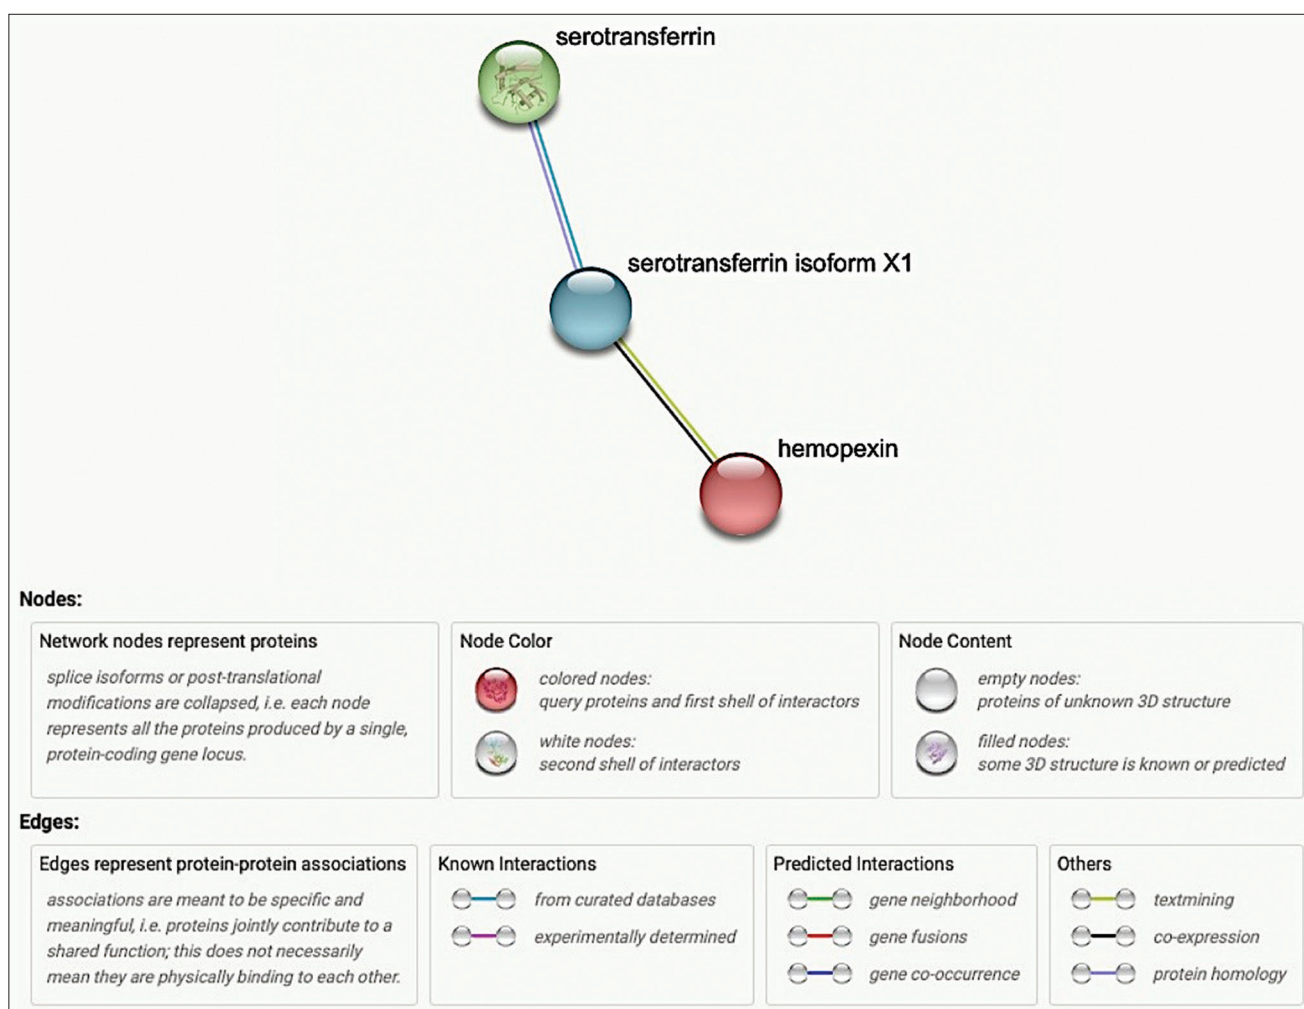 serotransferrin
serotransferrin isoform X1
hemopexin
Nodes:
Network nodes represent proteins
splice isoforms or post-translational
modifications are collapsed, i.e. each node
represents all the proteins produced by a single,
protein-coding gene locus.
Node Color
colored nodes:
query proteins and first shell of interactors
white nodes:
second shell of interactors
Node Content
empty nodes:
proteins of unknown 3D structure
filled nodes:
some 3D structure is known or predicted
Edges:
Edges represent protein-protein associations
associations are meant to be specific and
meaningful, i.e. proteins jointly contribute to a
shared function; this does not necessarily
mean they are physically binding to each other.
Known Interactions
from curated databases
experimentally determined
Predicted Interactions
gene neighborhood
gene fusions
gene co-occurrence
Others
textmining
co-expression
protein homology